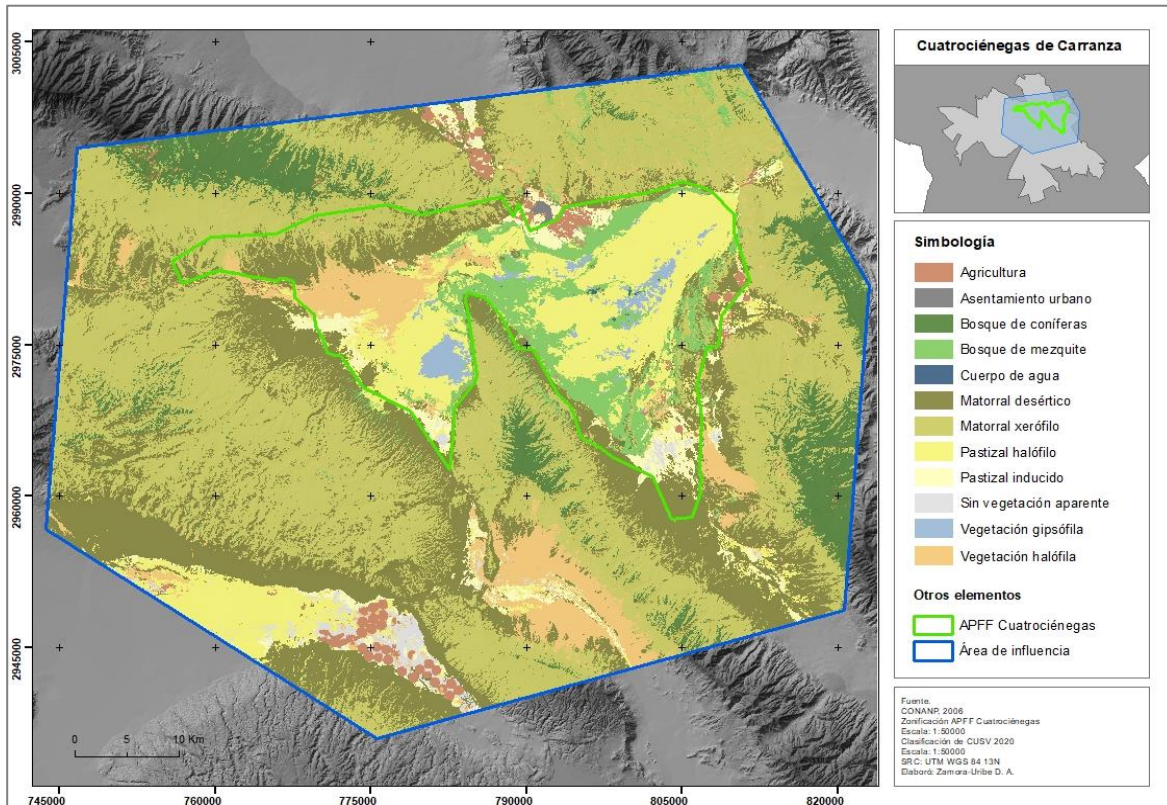 3005000
2990000
2975000
2960000
2945000
745000
760000
775000
790000
805000
820000
0 5 10 Km
Cuatrociénegas de Carranza
Simbología
Agricultura
Asentamiento urbano
Bosque de coníferas
Bosque de mezquite
Cuerpo de agua
Matorral desértico
Matorral xerófilo
Pastizal halófilo
Pastizal inducido
Sin vegetación aparente
Vegetación gipsófila
Vegetación halófila
Otros elementos
APFF Cuatrociénegas
Área de influencia
Fuente.
CONANP, 2006
Zonificación APFF Cuatrociénegas
Escala: 1:50000
Clasificación de CUSV 2020
Escala: 1:50000
SRC: UTM WGS 84 13N
Elaboró: Zamora-Uribe D. A.